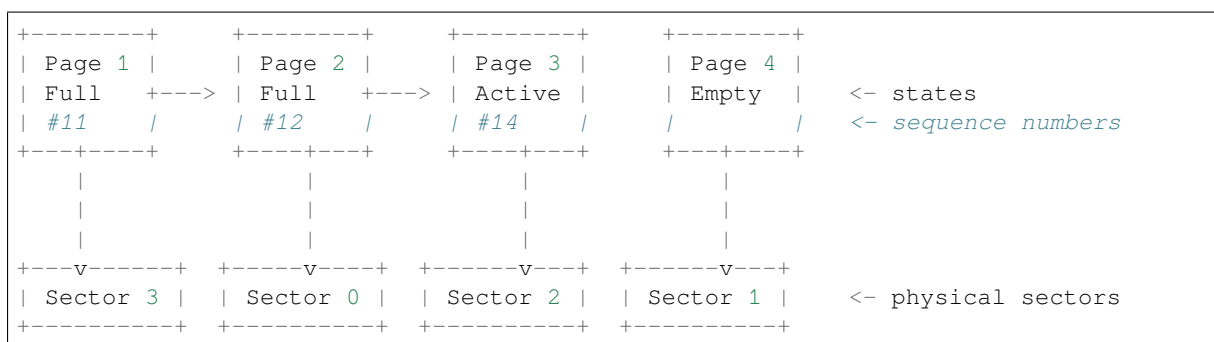 +--------+     +--------+     +--------+     +--------+
| Page 1 |     | Page 2 |     | Page 3 |     | Page 4 |
| Full   +---> | Full   +---> | Active |     | Empty  |   <- states
| #11    |     | #12    |     | #14    |     |        |   <- sequence numbers
+---+----+     +----+---+     +----+---+     +---+----+
    |               |              |             |
    |               |              |             |
    |               |              |             |
+---v------+  +-----v----+  +------v---+  +------v---+
| Sector 3 |  | Sector 0 |  | Sector 2 |  | Sector 1 |    <- physical sectors
+----------+  +----------+  +----------+  +----------+